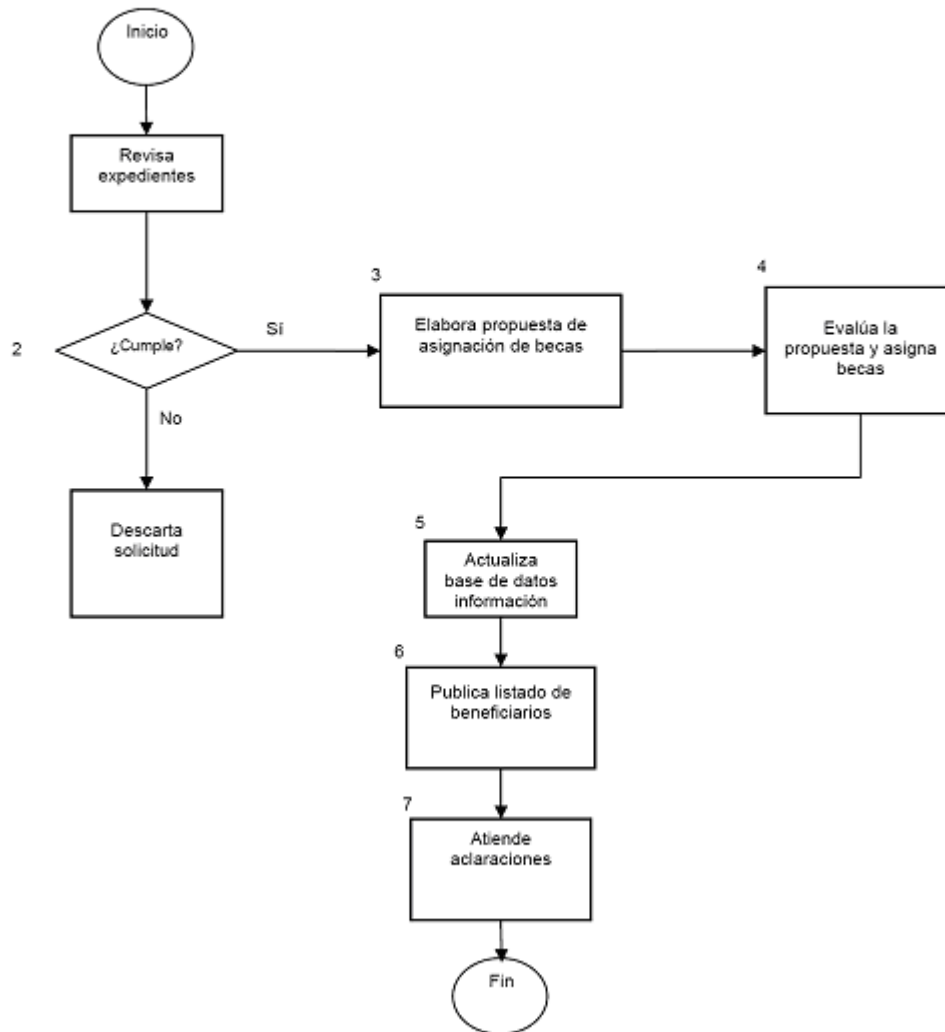 Inicio
Revisa
expedientes
2
¿Cumple?
Sí
No
Descarta
solicitud
3
Elabora propuesta de
asignación de becas
4
Evalúa la
propuesta y asigna
becas
5
Actualiza
base de datos
información
6
Publica listado de
beneficiarios
7
Atiende
aclaraciones
Fin